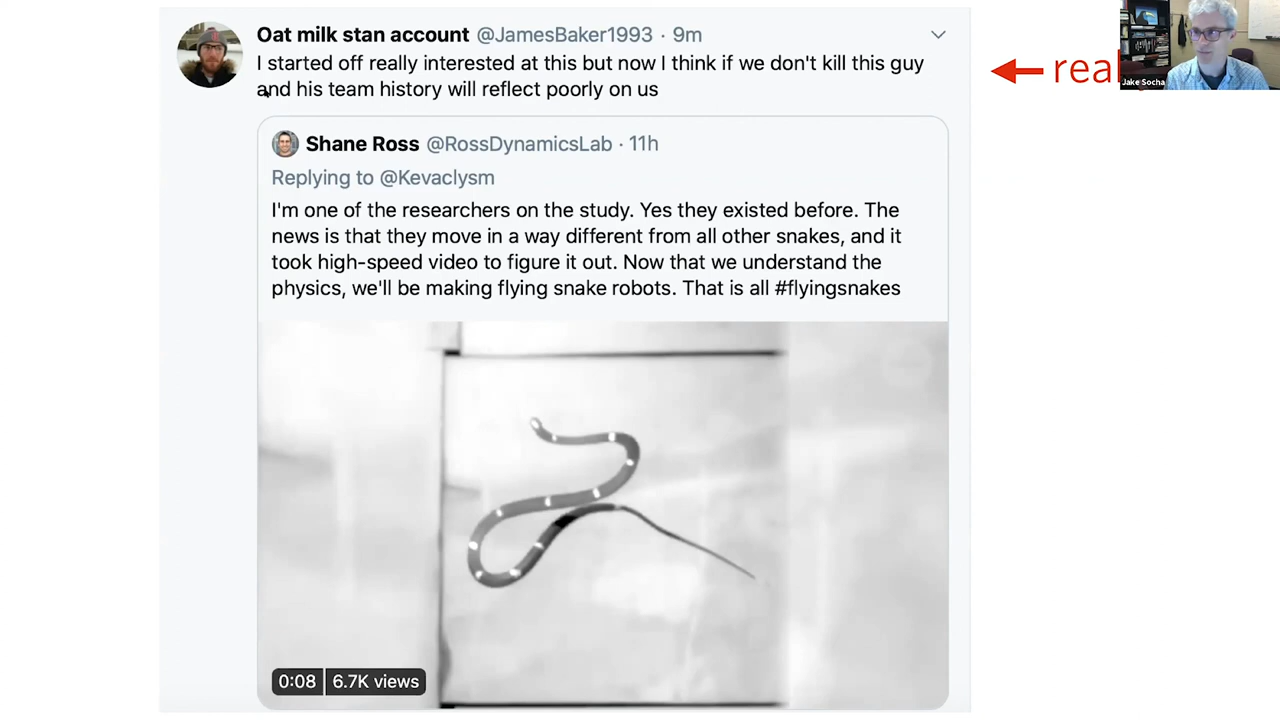 Oat milk stan account @JamesBaker1993 · 9m
I started off really interested at this but now I think if we don't kill this guy
and his team history will reflect poorly on us
Shane Ross @RossDynamicsLab · 11h
Replying to @Kevaclysm
I'm one of the researchers on the study. Yes they existed before. The
news is that they move in a way different from all other snakes, and it
took high-speed video to figure it out. Now that we understand the
physics, we'll be making flying snake robots. That is all #flyingsnakes
0:08 6.7K views
Jake Socha